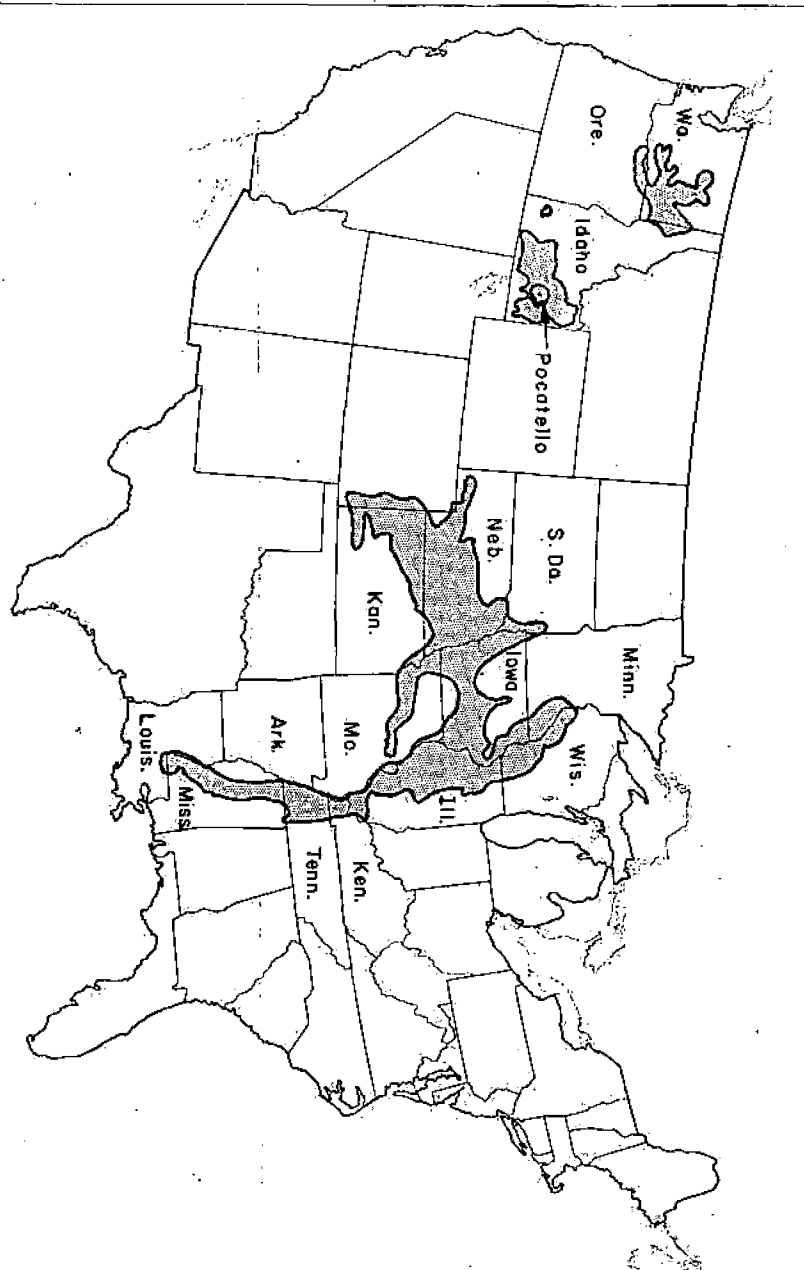 Wa.
Ore.
Idaho
Pocatello
S. Da.
Neb.
Kan.
Minn.
Iowa
Mo.
Ark.
Louis.
Wis.
Ill.
Miss
Ken.
Tenn.